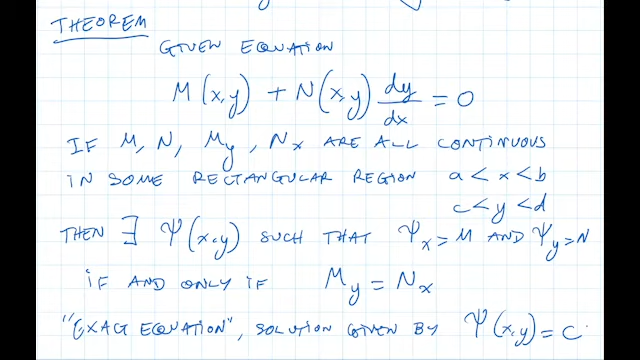 THEOREM
GIVEN EQUATION
M(x,y) + N(x,y) dy/dx = 0
IF M, N, My, Nx ARE ALL CONTINUOUS
IN SOME RECTANGULAR REGION a < x < b
c < y < d
THEN ∃ Ψ(x,y) SUCH THAT Ψx = M AND Ψy = N
IF AND ONLY IF My = Nx
"EXACT EQUATION", SOLUTION GIVEN BY Ψ(x,y) = C.